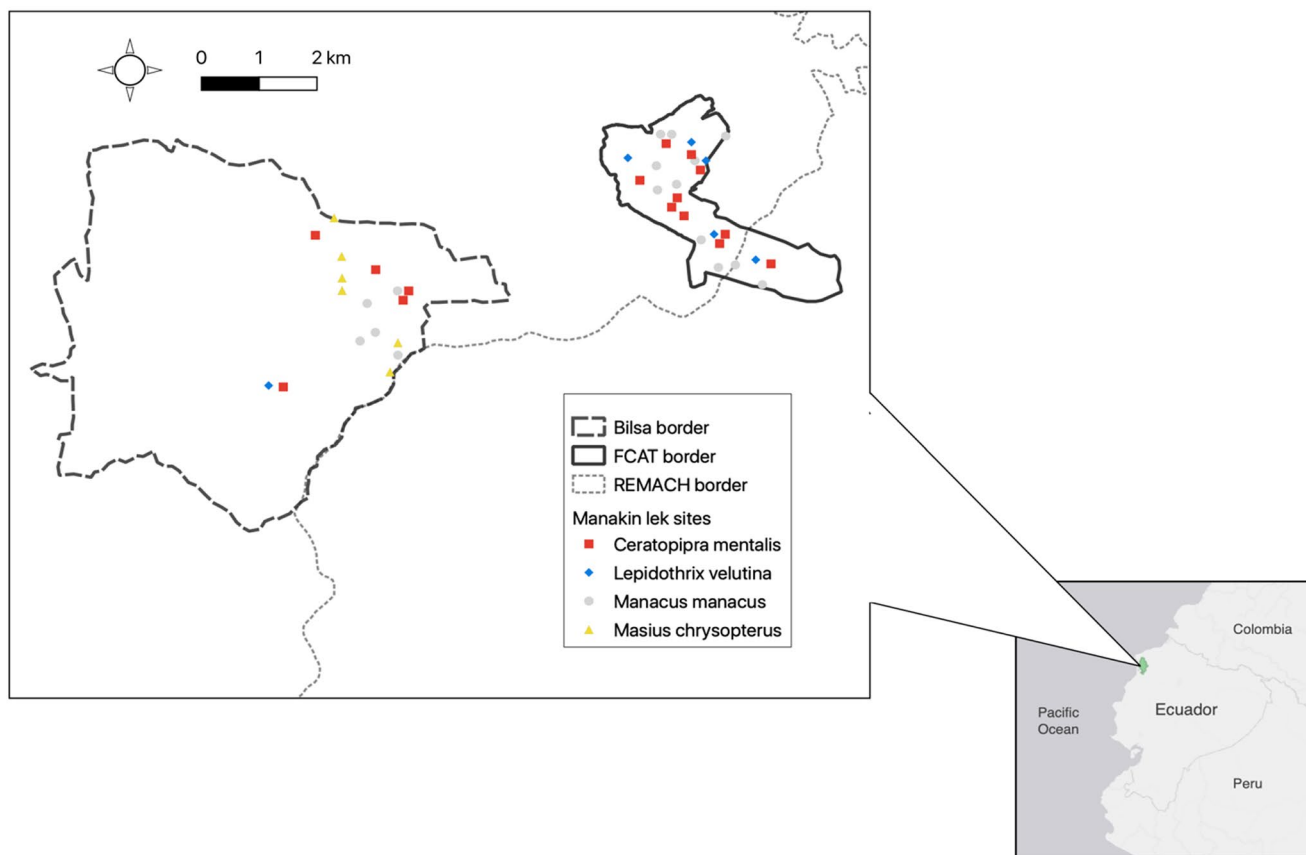 0 1 2 km
Bilsa border
FCAT border
REMACH border
Manakin lek sites
Ceratopipra mentalis
Lepidothrix velutina
Manacus manacus
Masius chrysopterus
Colombia
Pacific
Ocean
Ecuador
Peru